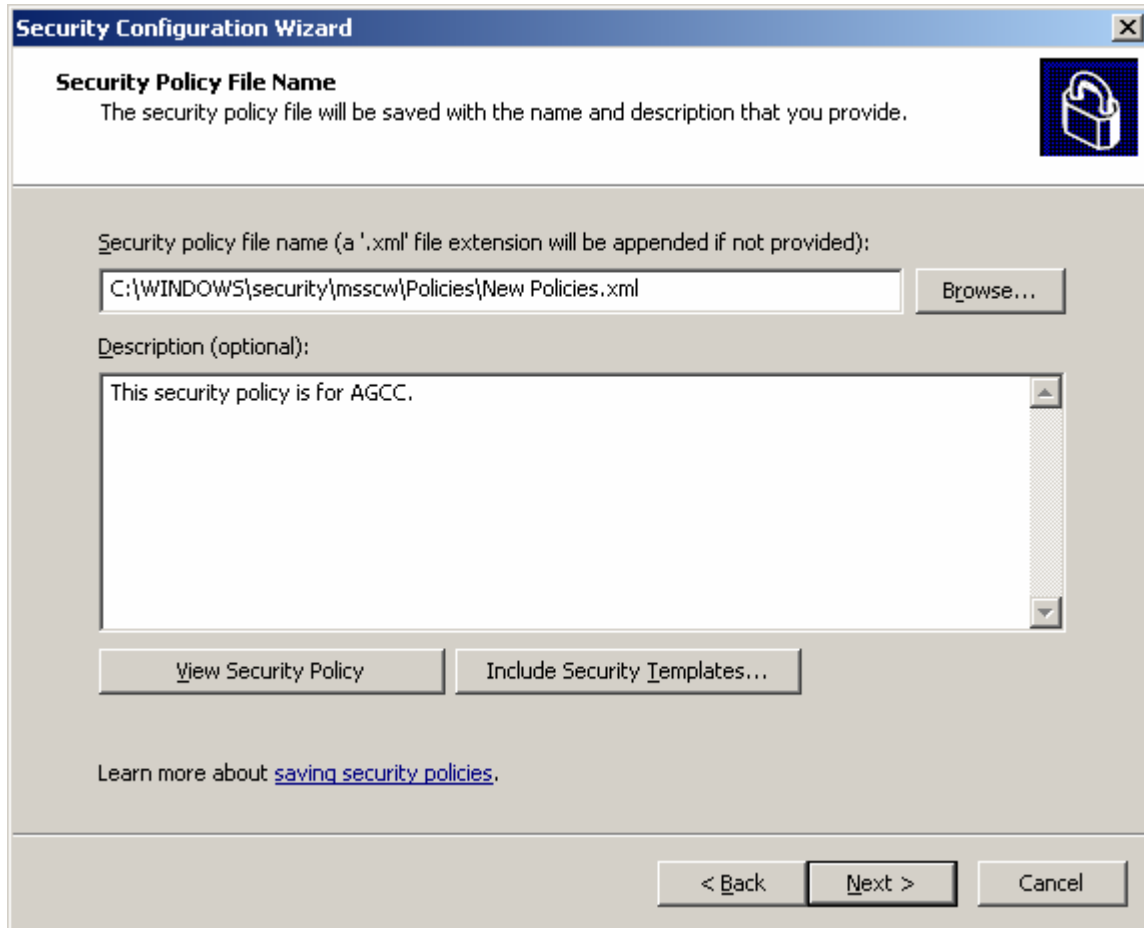 Security Configuration Wizard
Security Policy File Name
The security policy file will be saved with the name and description that you provide.
Security policy file name (a '.xml' file extension will be appended if not provided):
C:\WINDOWS\security\msscw\Policies\New Policies.xml
Browse...
Description (optional):
This security policy is for AGCC.
View Security Policy
Include Security Templates...
Learn more about saving security policies.
< Back
Next >
Cancel